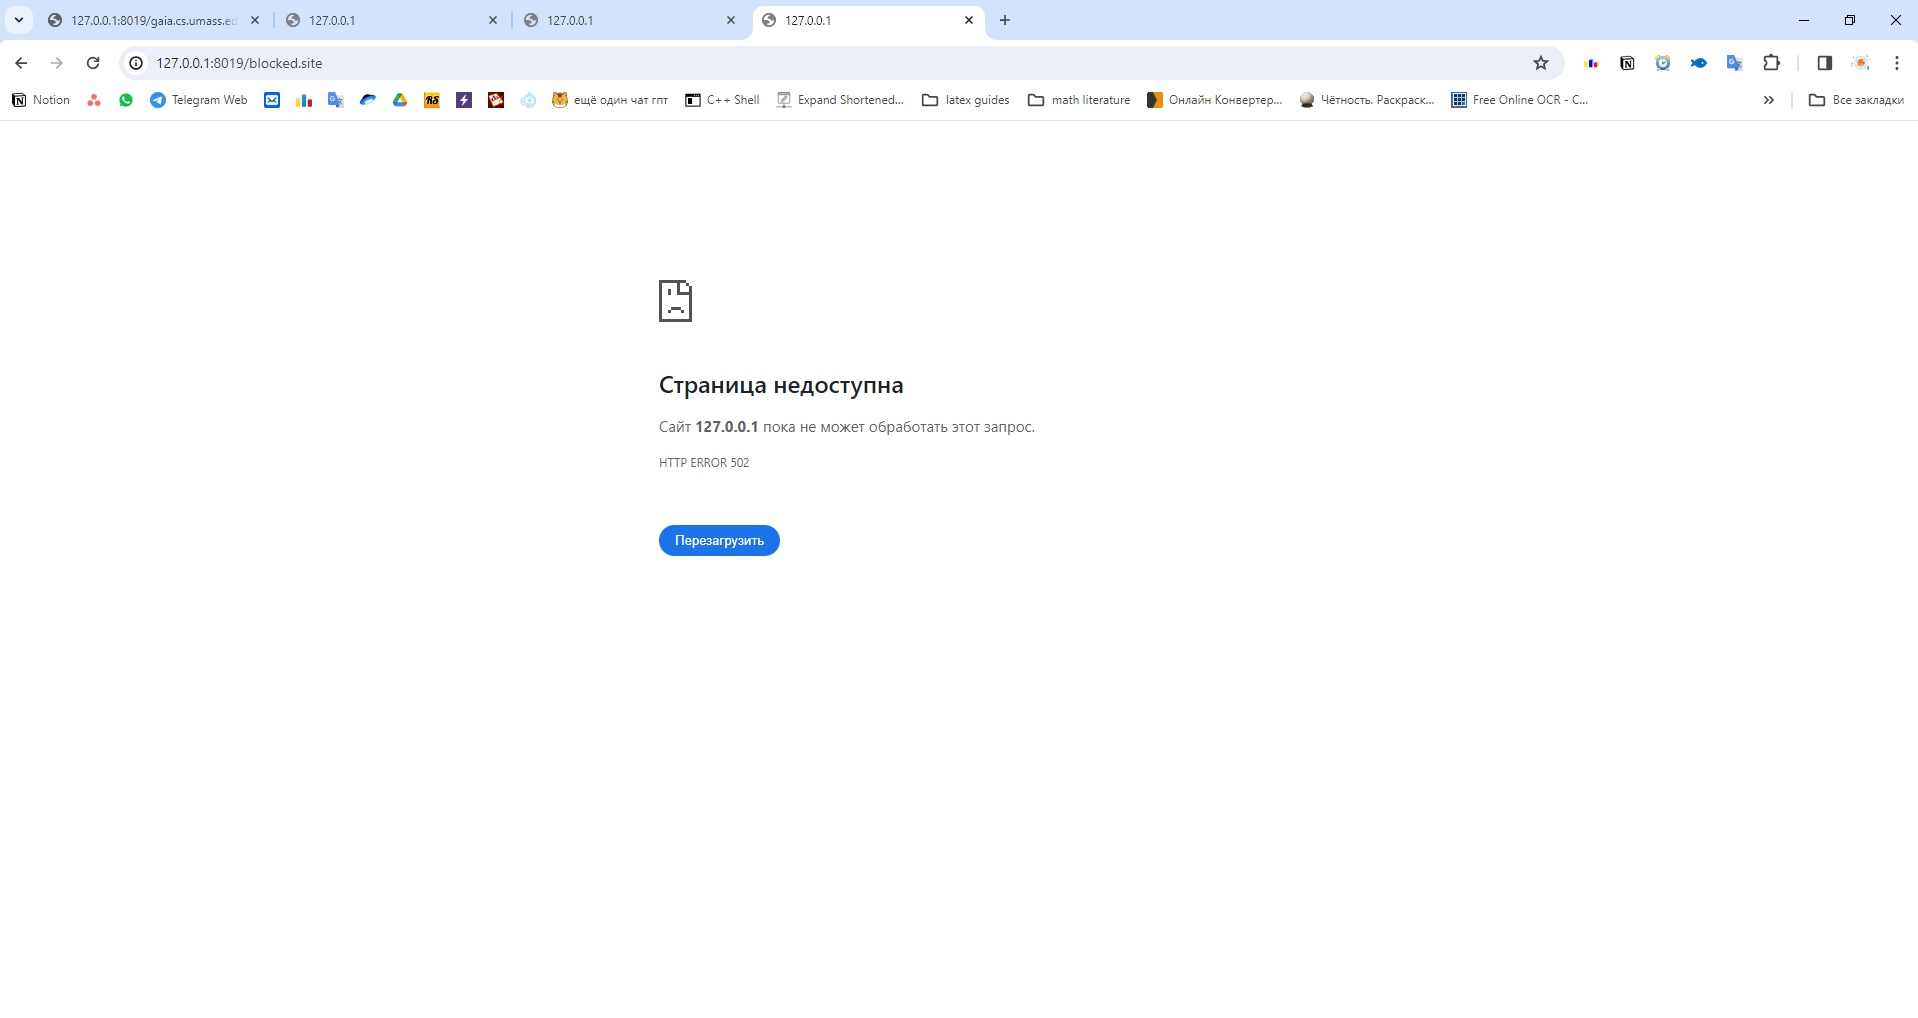 127.0.0.1:8019/gaia.cs.umass.ed
127.0.0.1
127.0.0.1
127.0.0.1
127.0.0.1:8019/blocked.site
Notion
Telegram Web
ещё один чат гпт
C++ Shell
Expand Shortened...
latex guides
math literature
Онлайн Конвертер...
Чётность. Раскраск...
Free Online OCR - C...
Все закладки
Страница недоступна
Сайт 127.0.0.1 пока не может обработать этот запрос.
HTTP ERROR 502
Перезагрузить